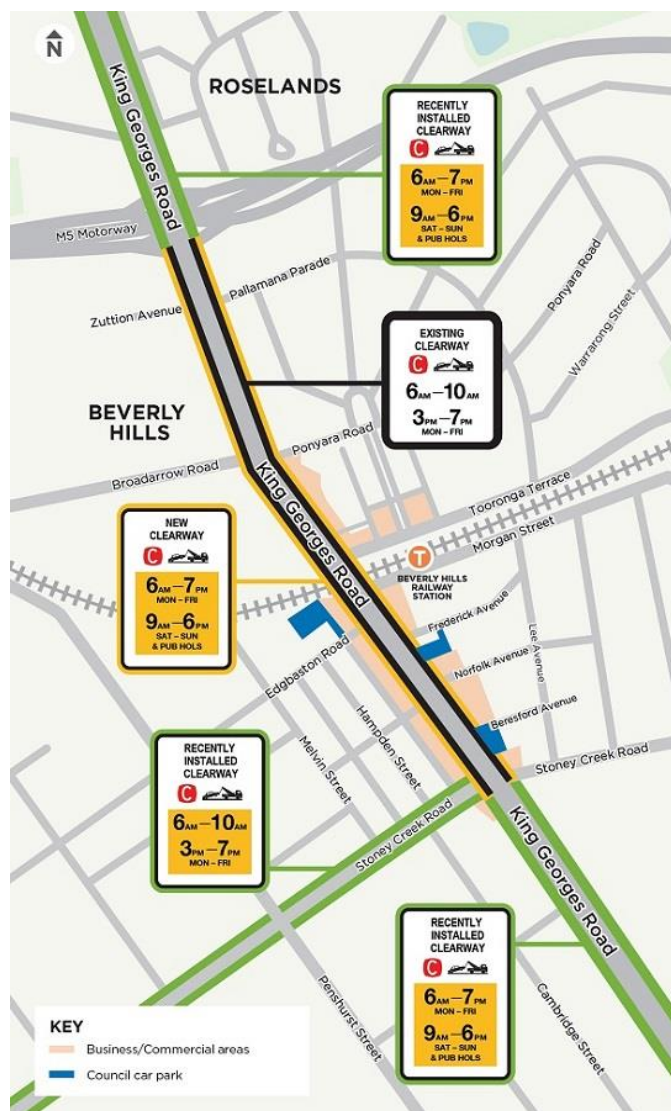 N
ROSELANDS
King Georges Road
RECENTLY
INSTALLED
CLEARWAY
C
6AM–7PM
MON – FRI
9AM–6PM
SAT – SUN
& PUB HOLS
M5 Motorway
Pallamana Parade
Zuttion Avenue
Ponyara Road
Warrarong Street
EXISTING
CLEARWAY
C
6AM–10AM
3PM–7PM
MON – FRI
BEVERLY
HILLS
Ponyara Road
Broadarrow Road
King Georges Road
Tooronga Terrace
Morgan Street
NEW
CLEARWAY
C
6AM–7PM
MON – FRI
9AM–6PM
SAT – SUN
& PUB HOLS
T
BEVERLY HILLS
RAILWAY
STATION
Frederick Avenue
Lee Avenue
Edgbaston Road
Norfolk Avenue
Beresford Avenue
Hampden Street
Melvin Street
Stoney Creek Road
RECENTLY
INSTALLED
CLEARWAY
C
6AM–10AM
3PM–7PM
MON – FRI
Stoney Creek Road
King Georges Road
RECENTLY
INSTALLED
CLEARWAY
C
6AM–7PM
MON – FRI
9AM–6PM
SAT – SUN
& PUB HOLS
Penshurst Street
Cambridge Street
KEY
Business/Commercial areas
Council car park